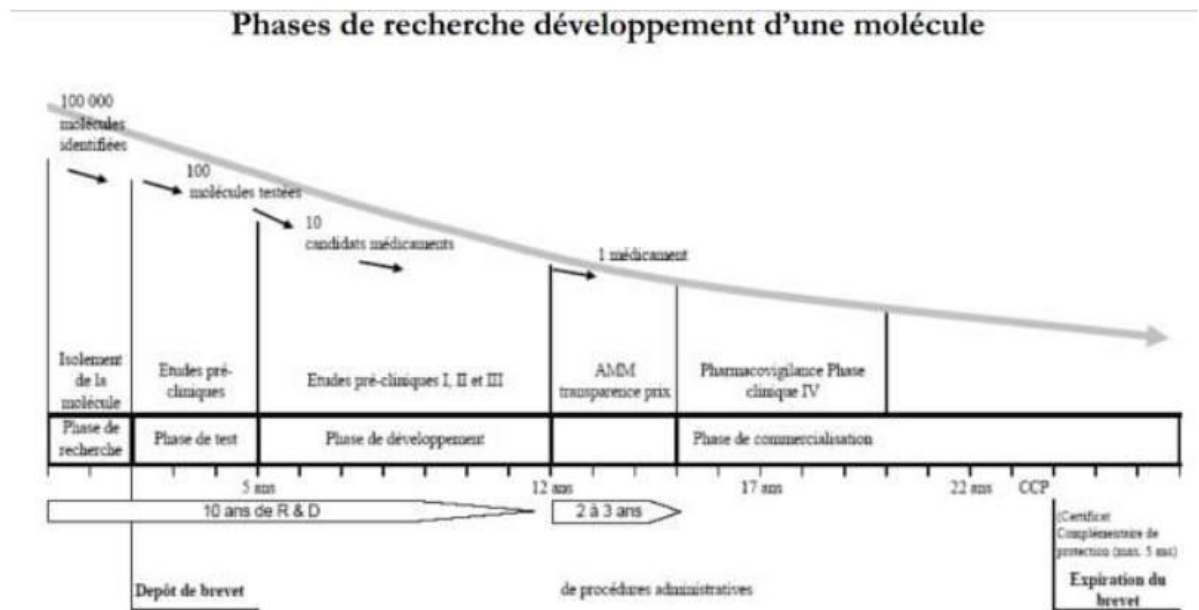 Phases de recherche développement d'une molécule
100 000
molécules
identifiées
100
molécules testées
10
candidats médicaments
1 médicament
Isolement
de la
molécule
Etudes pré-
cliniques
Etudes pré-cliniques I, II et III
AMM
transparence prix
Pharmacovigilance Phase
clinique IV
Phase de
recherche
Phase de test
Phase de développement
Phase de commercialisation
5 ans
12 ans
17 ans
22 ans
CCP
10 ans de R & D
2 à 3 ans
(Certificat
Complémentaire de
protection (max. 5 ans)
Depôt de brevet
de procédures administratives
Expiration du
brevet